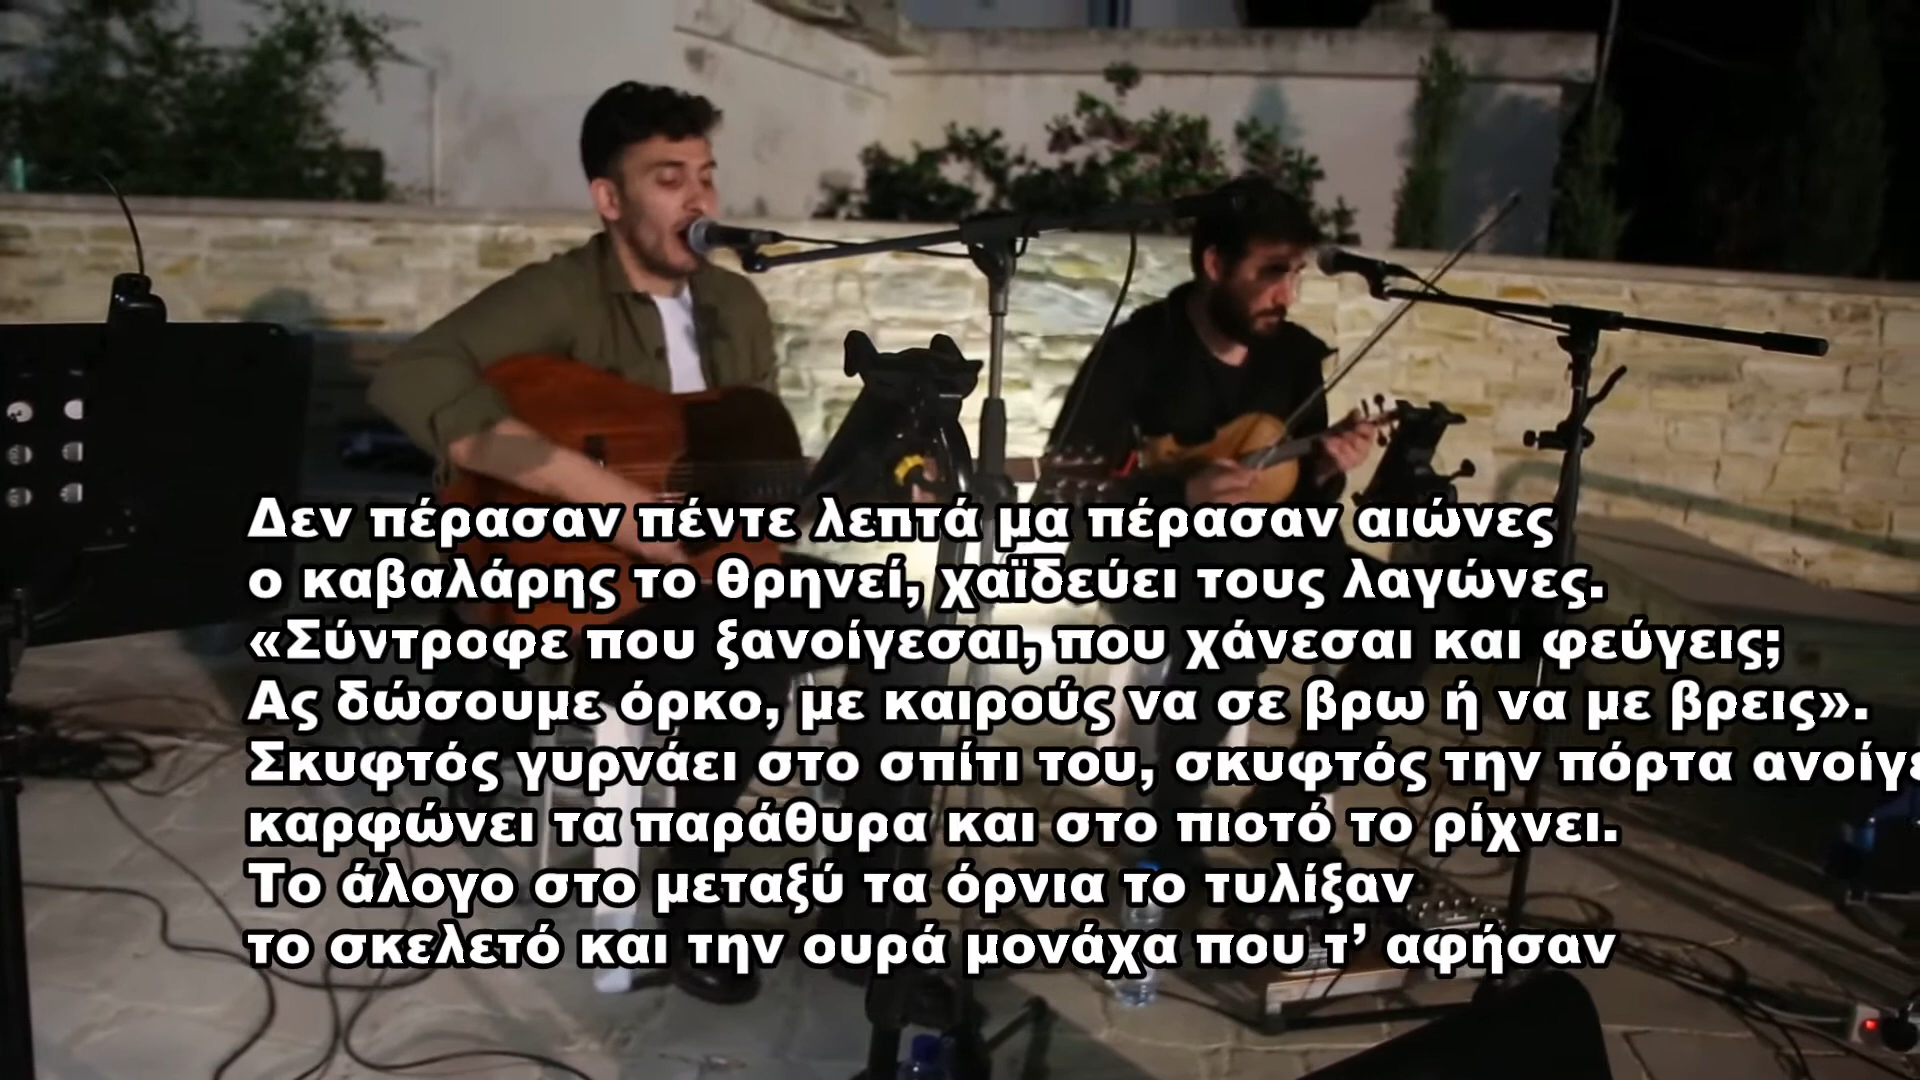 Δεν πέρασαν πέντε λεπτά μα πέρασαν αιώνες
ο καβαλάρης το θρηνεί, χαϊδεύει τους λαγώνες.
«Σύντροφε που ξανοίγεσαι, που χάνεσαι και φεύγεις;
Ας δώσουμε όρκο, με καιρούς να σε βρω ή να με βρεις».
Σκυφτός γυρνάει στο σπίτι του, σκυφτός την πόρτα
καρφώνει τα παράθυρα και στο πιοτό το ρίχνει.
Το άλογο στο μεταξύ τα όρνια το τυλίξαν
το σκελετό και την ουρά μονάχα που τ’ αφήσαν